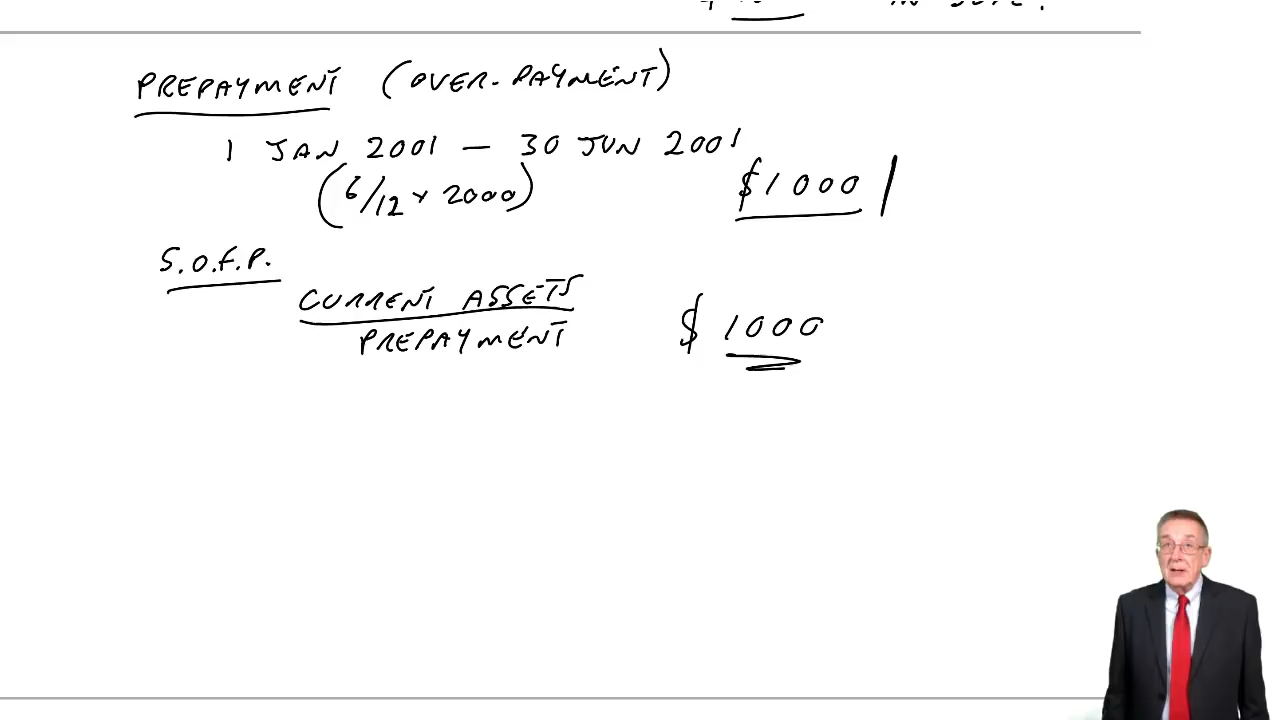 PREPAYMENT (OVER-PAYMENT)
1 JAN 2001 — 30 JUN 2001
(6/12 × 2000) $1000
S.O.F.P.
CURRENT ASSETS
PREPAYMENT $ 1000